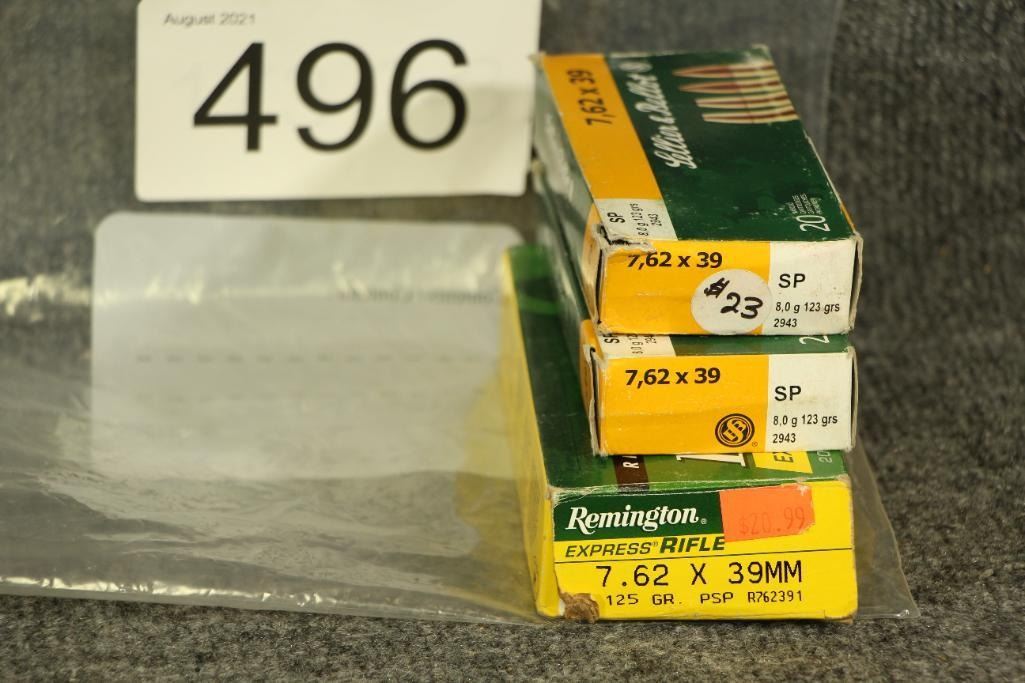 August 2021
496
7,62 x 39
Sellier & Bellot
SP
8,0 g 123 grs
2943
20
7,62 x 39
$23
SP
8,0 g 123 grs
2943
7,62 x 39
SP
8,0 g 123 grs
2943
Remington®
$20.99
EXPRESS® RIFLE
7.62 X 39MM
125 GR. PSP R762391